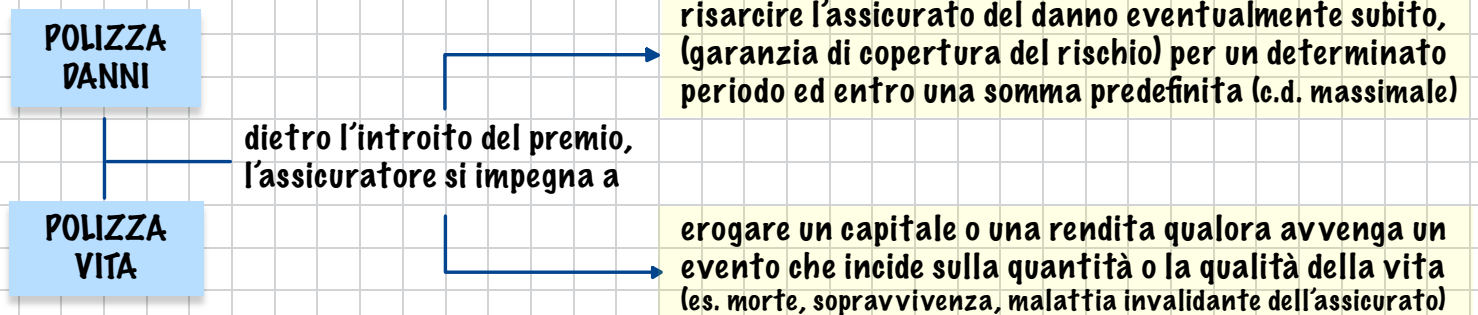 POLIZZA
DANNI
risarcire l'assicurato del danno eventualmente subito,
(garanzia di copertura del rischio) per un determinato
periodo ed entro una somma predefinita (c.d. massimale)
dietro l'introito del premio,
l'assicuratore si impegna a
POLIZZA
VITA
erogare un capitale o una rendita qualora avvenga un
evento che incide sulla quantità o la qualità della vita
(es. morte, sopravvivenza, malattia invalidante dell'assicurato)